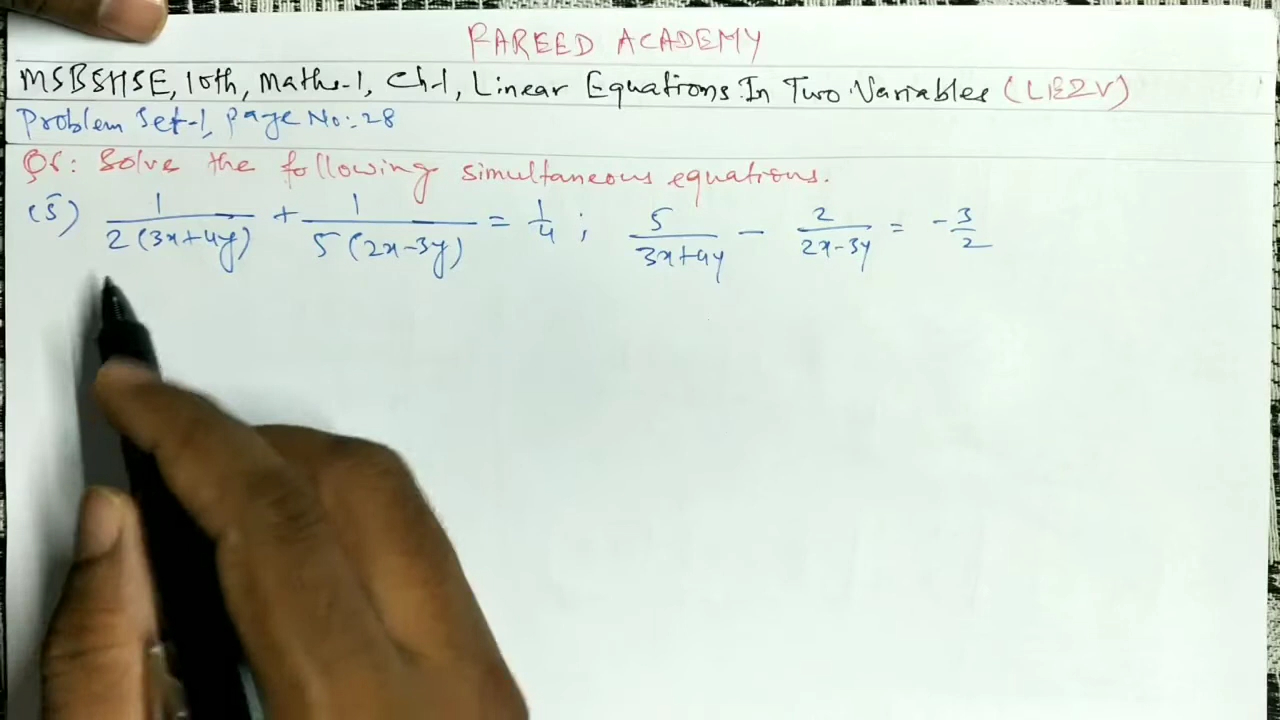 FAREED ACADEMY
MSBSHSE, 10th, Maths-1, Ch-1, Linear Equations In Two Variables (LE2V)
Problem Set-1, Page No:-28
Q6: Solve the following simultaneous equations.
(5) 1/2(3x+4y) + 1/5(2x-3y) = 1/4 ; 5/3x+4y - 2/2x-3y = -3/2